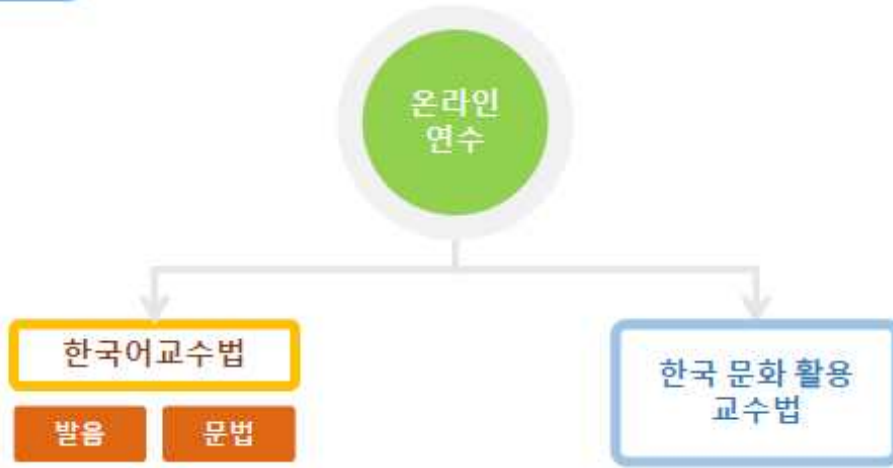 온라인
연수
한국어교수법
발음 문법
한국 문화 활용
교수법